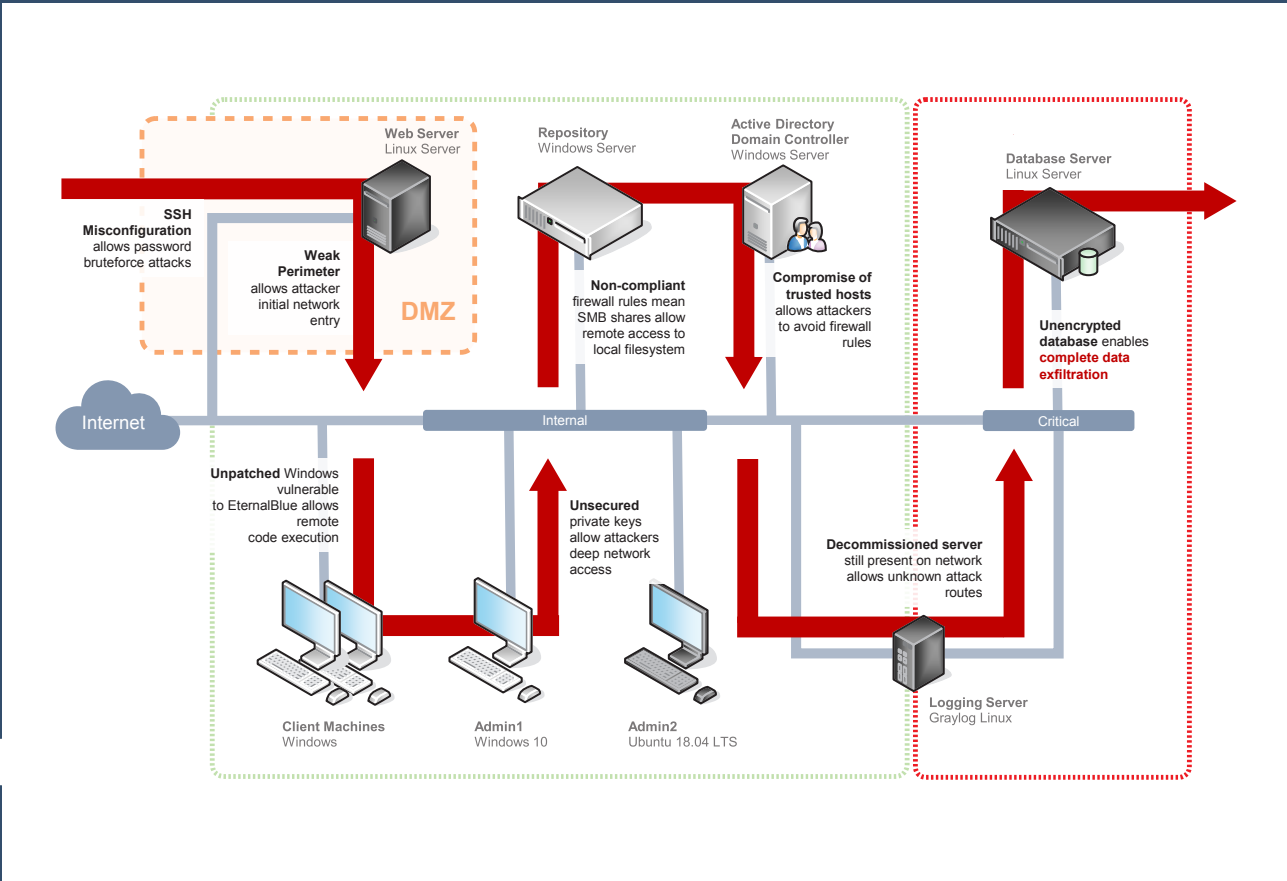 Web Server
Linux Server
SSH
Misconfiguration
allows password
bruteforce attacks
Weak
Perimeter
allows attacker
initial network
entry
DMZ
Repository
Windows Server
Non-compliant
firewall rules mean
SMB shares allow
remote access to
local filesystem
Active Directory
Domain Controller
Windows Server
Compromise of
trusted hosts
allows attackers
to avoid firewall
rules
Database Server
Linux Server
Unencrypted
database enables
complete data
exfiltration
Internet
Internal
Critical
Unpatched Windows
vulnerable
to EternalBlue allows
remote
code execution
Unsecured
private keys
allow attackers
deep network
access
Decommissioned server
still present on network
allows unknown attack
routes
Client Machines
Windows
Admin1
Windows 10
Admin2
Ubuntu 18.04 LTS
Logging Server
Graylog Linux